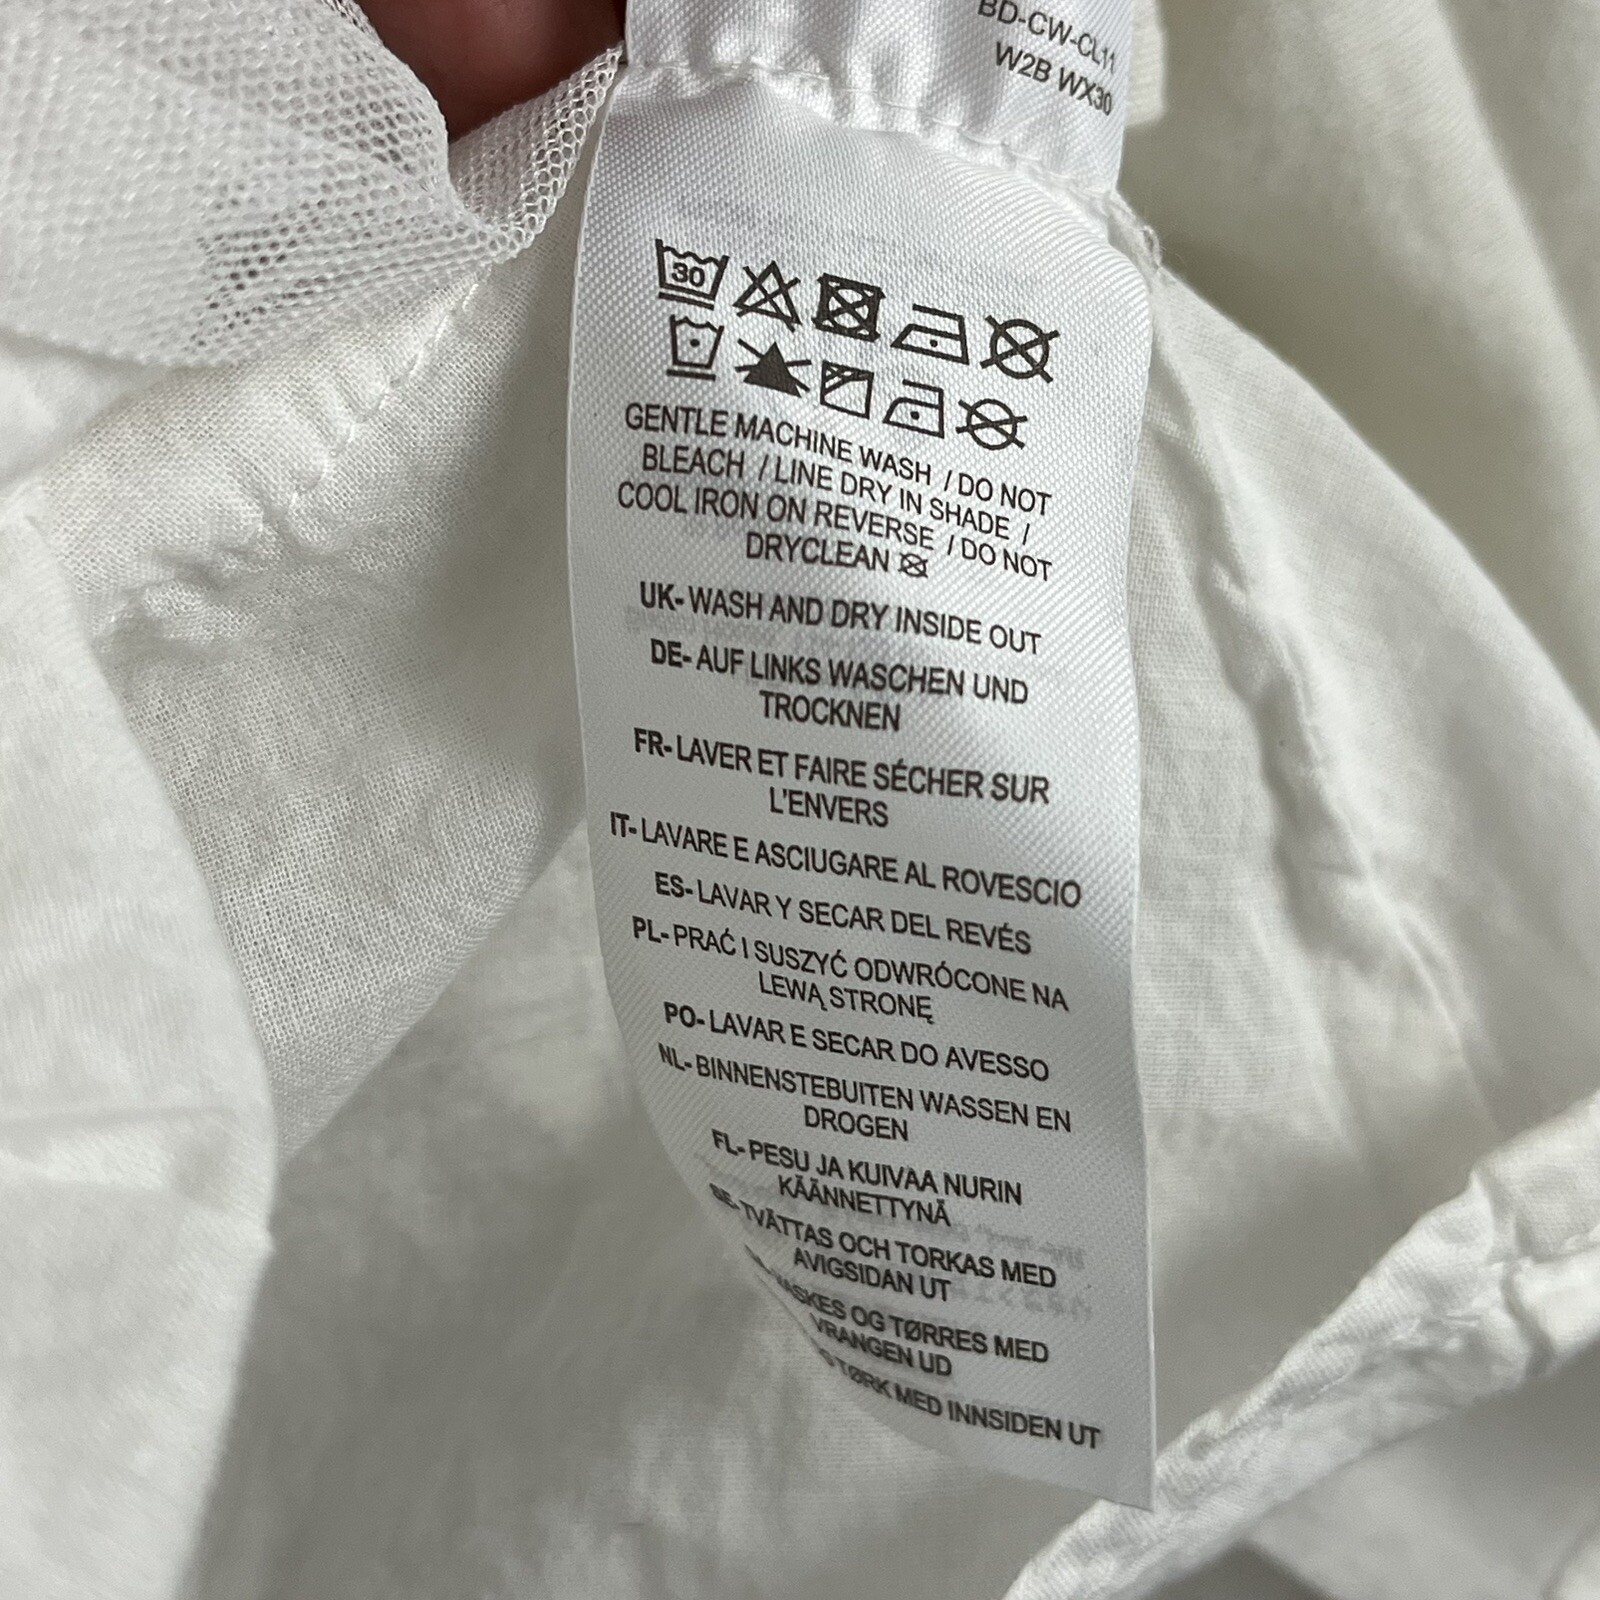 BD-CW-CL11
W2B WX30
30
GENTLE MACHINE WASH / DO NOT
BLEACH / LINE DRY IN SHADE /
COOL IRON ON REVERSE / DO NOT
DRYCLEAN
UK- WASH AND DRY INSIDE OUT
DE- AUF LINKS WASCHEN UND
TROCKNEN
FR- LAVER ET FAIRE SÉCHER SUR
L'ENVERS
IT- LAVARE E ASCIUGARE AL ROVESCIO
ES- LAVAR Y SECAR DEL REVÉS
PL- PRAĆ I SUSZYĆ ODWRÓCONE NA
LEWĄ STRONĘ
PO- LAVAR E SECAR DO AVESSO
NL- BINNENSTEBUITEN WASSEN EN
DROGEN
FL- PESU JA KUIVAA NURIN
KÄÄNNETTYNÄ
SE- TVÄTTAS OCH TORKAS MED
AVIGSIDAN UT
OG TØRRES MED
VRANGEN UD
TØRK MED INNSIDEN UT